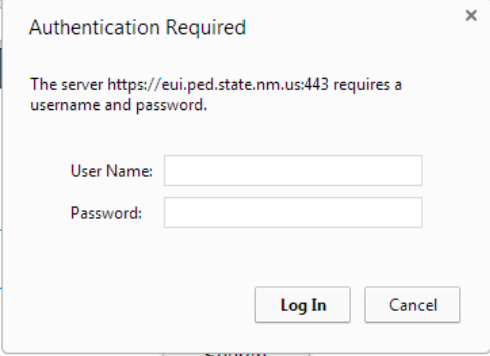 Authentication Required
The server https://eui.ped.state.nm.us:443 requires a
username and password.
User Name:
Password:
Log In
Cancel